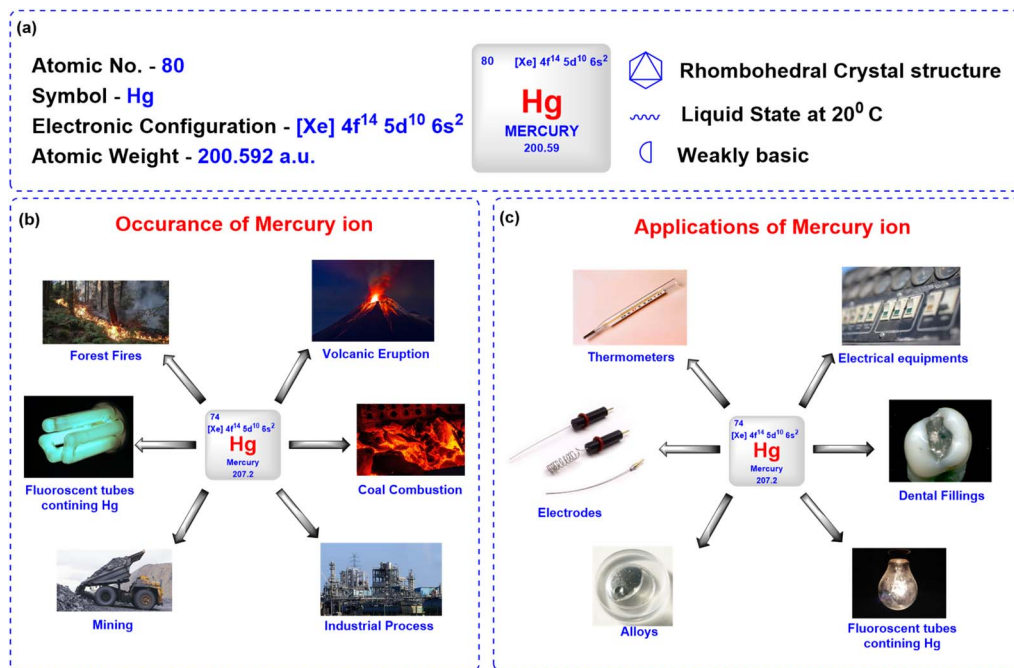 (a)
Atomic No. - 80
Symbol - Hg
Electronic Configuration - [Xe] 4f¹⁴ 5d¹⁰ 6s²
Atomic Weight - 200.592 a.u.
80 [Xe] 4f¹⁴ 5d¹⁰ 6s²
Hg
MERCURY
200.59
Rhombohedral Crystal structure
Liquid State at 20⁰ C
Weakly basic
(b)
Occurance of Mercury ion
Forest Fires
Volcanic Eruption
Fluoroscent tubes
contining Hg
74
[Xe] 4f¹⁴ 5d¹⁰ 6s²
Hg
Mercury
207.2
Coal Combustion
Mining
Industrial Process
(c)
Applications of Mercury ion
Thermometers
Electrical equipments
Electrodes
74
[Xe] 4f¹⁴ 5d¹⁰ 6s²
Hg
Mercury
207.2
Dental Fillings
Alloys
Fluoroscent tubes
contining Hg